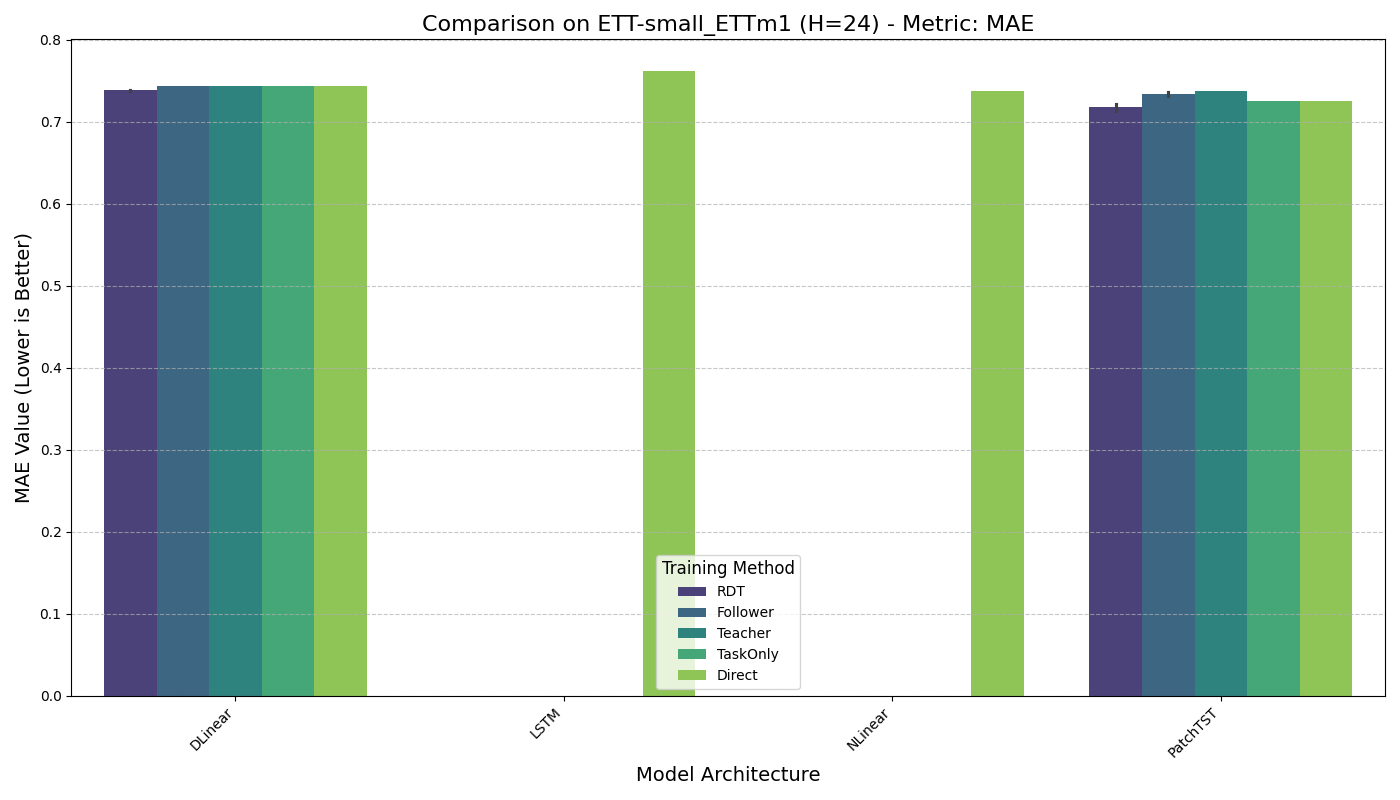 Comparison on ETT-small_ETTm1 (H=24) - Metric: MAE
MAE Value (Lower is Better)
0.8
0.7
0.6
0.5
0.4
0.3
0.2
0.1
0.0
Training Method
RDT
Follower
Teacher
TaskOnly
Direct
DLinear
LSTM
NLinear
PatchTST
Model Architecture